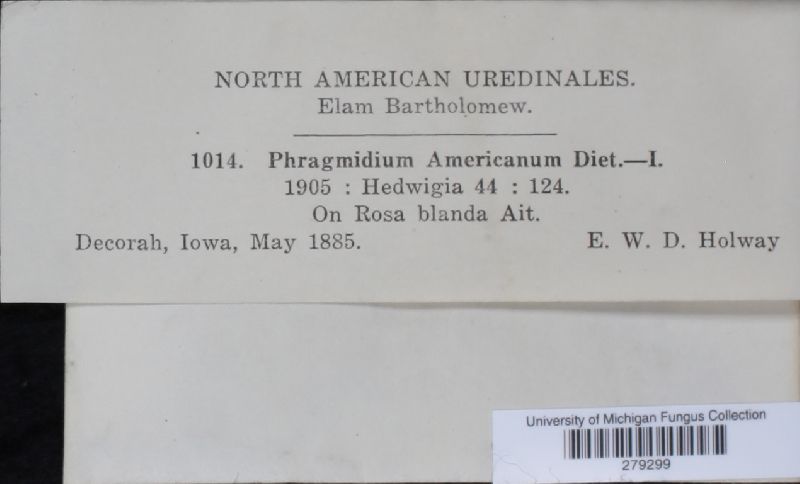 NORTH AMERICAN UREDINALES.
Elam Bartholomew.
1014. Phragmidium Americanum Diet.—I.
1905 : Hedwigia 44 : 124.
On Rosa blanda Ait.
Decorah, Iowa, May 1885. E. W. D. Holway
University of Michigan Fungus Collection
279299